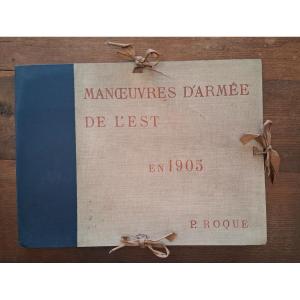 MANŒUVRES D'ARMÉE
DE L'EST
EN 1905
P. ROQUE